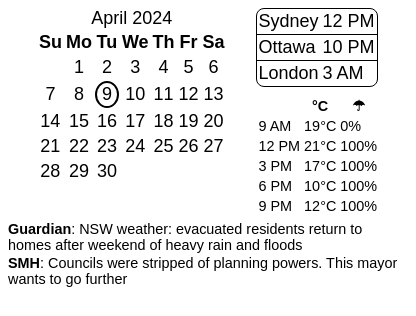 April 2024
Su Mo Tu We Th Fr Sa
1 2 3 4 5 6
7 8 9 10 11 12 13
14 15 16 17 18 19 20
21 22 23 24 25 26 27
28 29 30
Sydney 12 PM
Ottawa 10 PM
London 3 AM
°C ☂
9 AM 19°C 0%
12 PM 21°C 100%
3 PM 17°C 100%
6 PM 10°C 100%
9 PM 12°C 100%
Guardian: NSW weather: evacuated residents return to
homes after weekend of heavy rain and floods
SMH: Councils were stripped of planning powers. This mayor
wants to go further